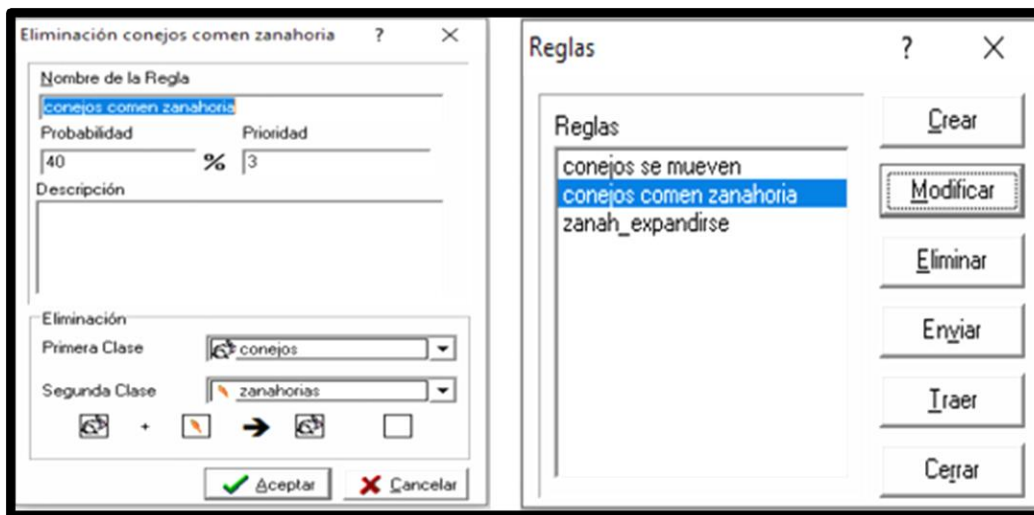 Eliminación conejos comen zanahoria ? ×
Nombre de la Regla
conejos comen zanahoria
Probabilidad Prioridad
40 % 3
Descripción
Eliminación
Primera Clase conejos
Segunda Clase zanahorias
+
Aceptar Cancelar
Reglas ? ×
Reglas
conejos se mueven
conejos comen zanahoria
zanah_expandirse
Crear
Modificar
Eliminar
Enviar
Traer
Cerrar